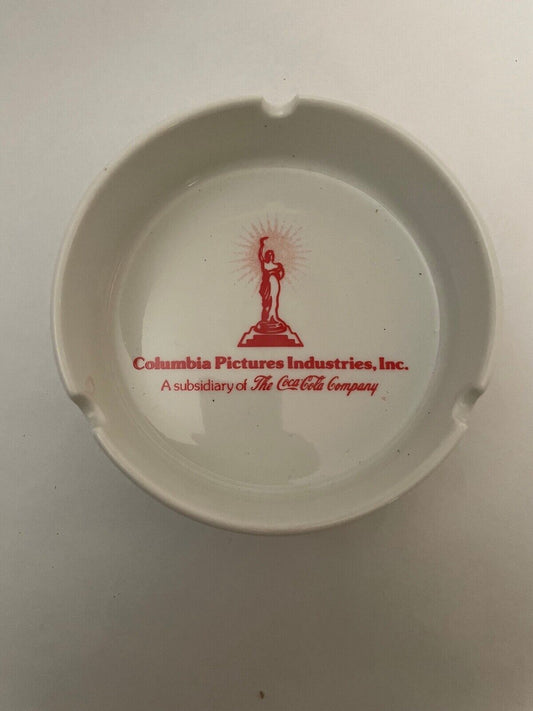 Columbia Pictures Industries, Inc.
A subsidiary of The Coca-Cola Company